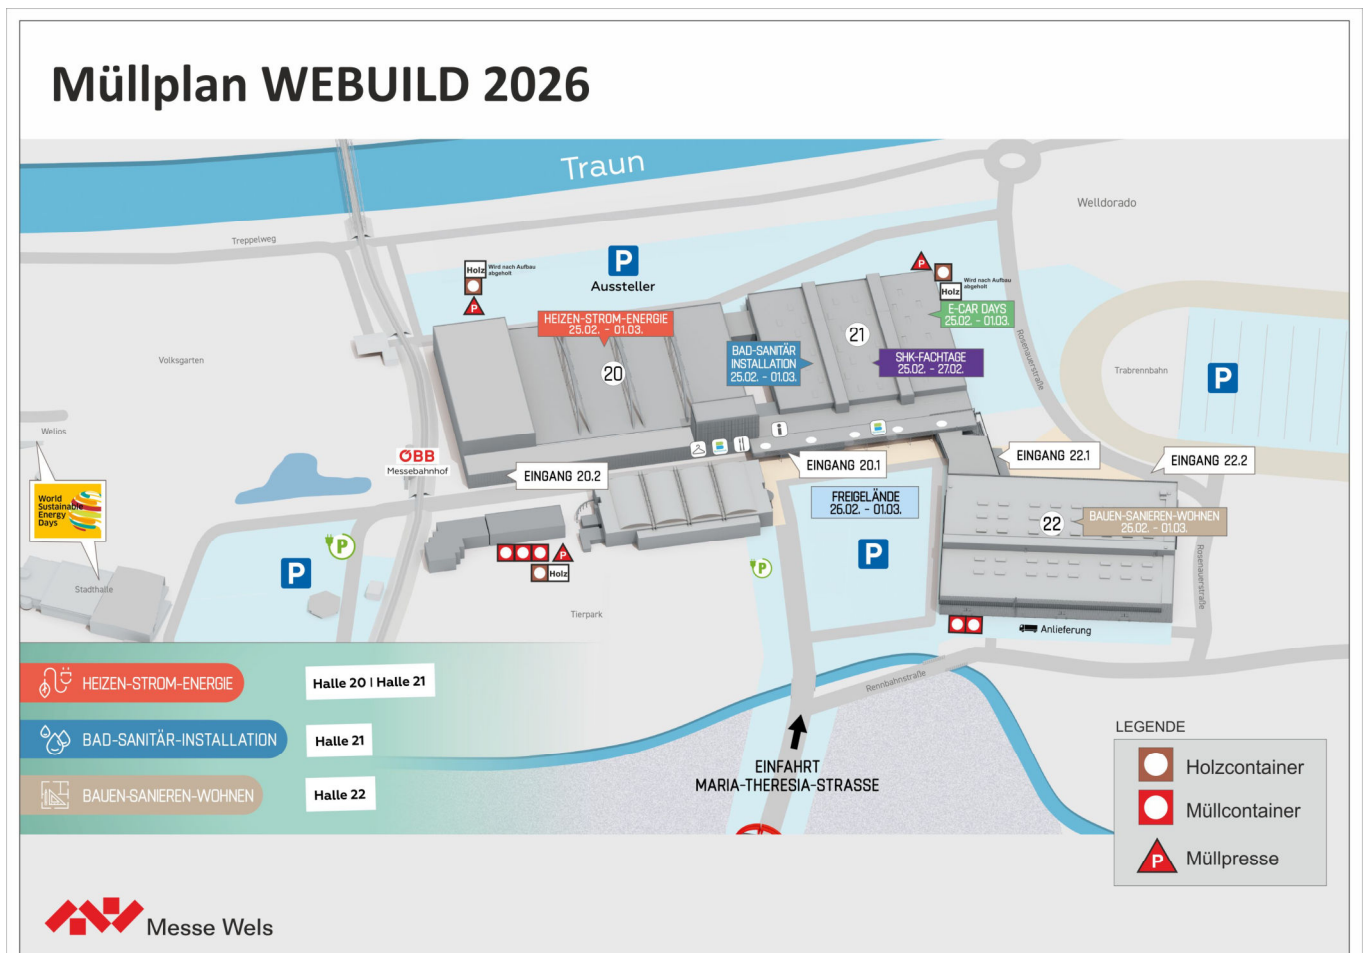 Müllplan WEBUILD 2026
Traun
Welldorado
Treppelweg
Holz
Wird nach Aufbau
abgeholt
P
P
Aussteller
P
Wird nach Aufbau
abgeholt
Holz
E-CAR DAYS
25.02. - 01.03.
HEIZEN-STROM-ENERGIE
25.02. - 01.03.
20
21
BAD-SANITÄR
INSTALLATION
25.02. - 01.03.
SHK-FACHTAGE
25.02. - 27.02.
Rosenauerstraße
Volksgarten
Trabrennbahn
P
Welios
ÖBB
Messebahnhof
i
EINGANG 20.2
EINGANG 20.1
EINGANG 22.1
EINGANG 22.2
World
Sustainable
Energy
Days
FREIGELÄNDE
25.02. - 01.03.
22
BAUEN-SANIEREN-WOHNEN
25.02. - 01.03.
P
P
P
Holz
P
P
Rosenauerstraße
Stadthalle
Tierpark
Anlieferung
Rennbahnstraße
HEIZEN-STROM-ENERGIE
Halle 20 | Halle 21
BAD-SANITÄR-INSTALLATION
Halle 21
BAUEN-SANIEREN-WOHNEN
Halle 22
EINFAHRT
MARIA-THERESIA-STRASSE
LEGENDE
Holzcontainer
Müllcontainer
P
Müllpresse
Messe Wels